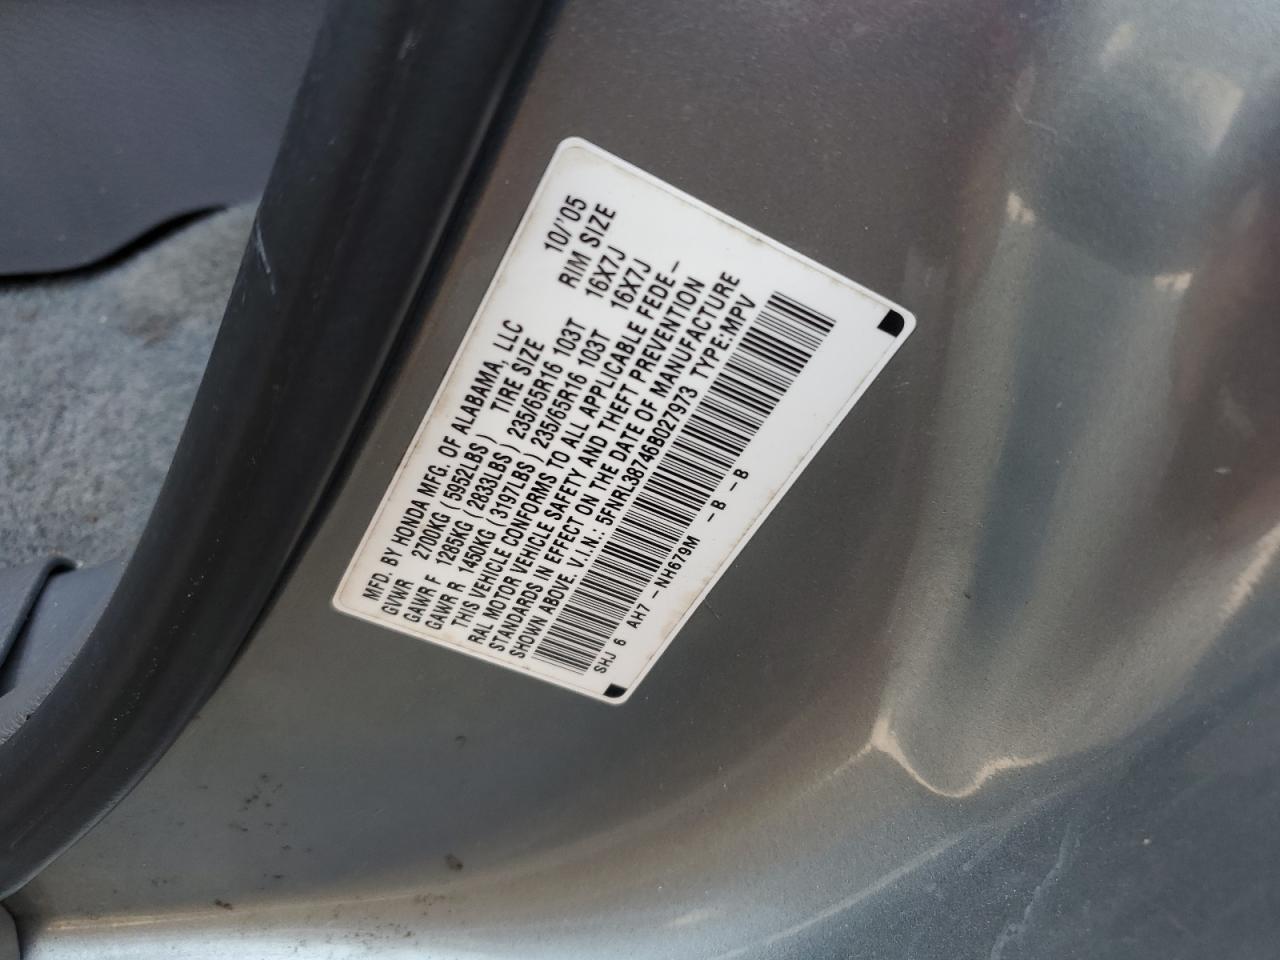 MFD. BY HONDA MFG. OF ALABAMA, LLC 10/'05
GVWR 2700KG (5952LBS) TIRE SIZE RIM SIZE
GAWR F 1285KG (2833LBS) 235/65R16 103T 16X7J
GAWR R 1450KG (3197LBS) 235/65R16 103T 16X7J
THIS VEHICLE CONFORMS TO ALL APPLICABLE FEDE-
RAL MOTOR VEHICLE SAFETY AND THEFT PREVENTION
STANDARDS IN EFFECT ON THE DATE OF MANUFACTURE
SHOWN ABOVE. V.I.N.: 5FNRL38746B027973 TYPE:MPV
SHJ 6 AH7 -NH679M -B -B